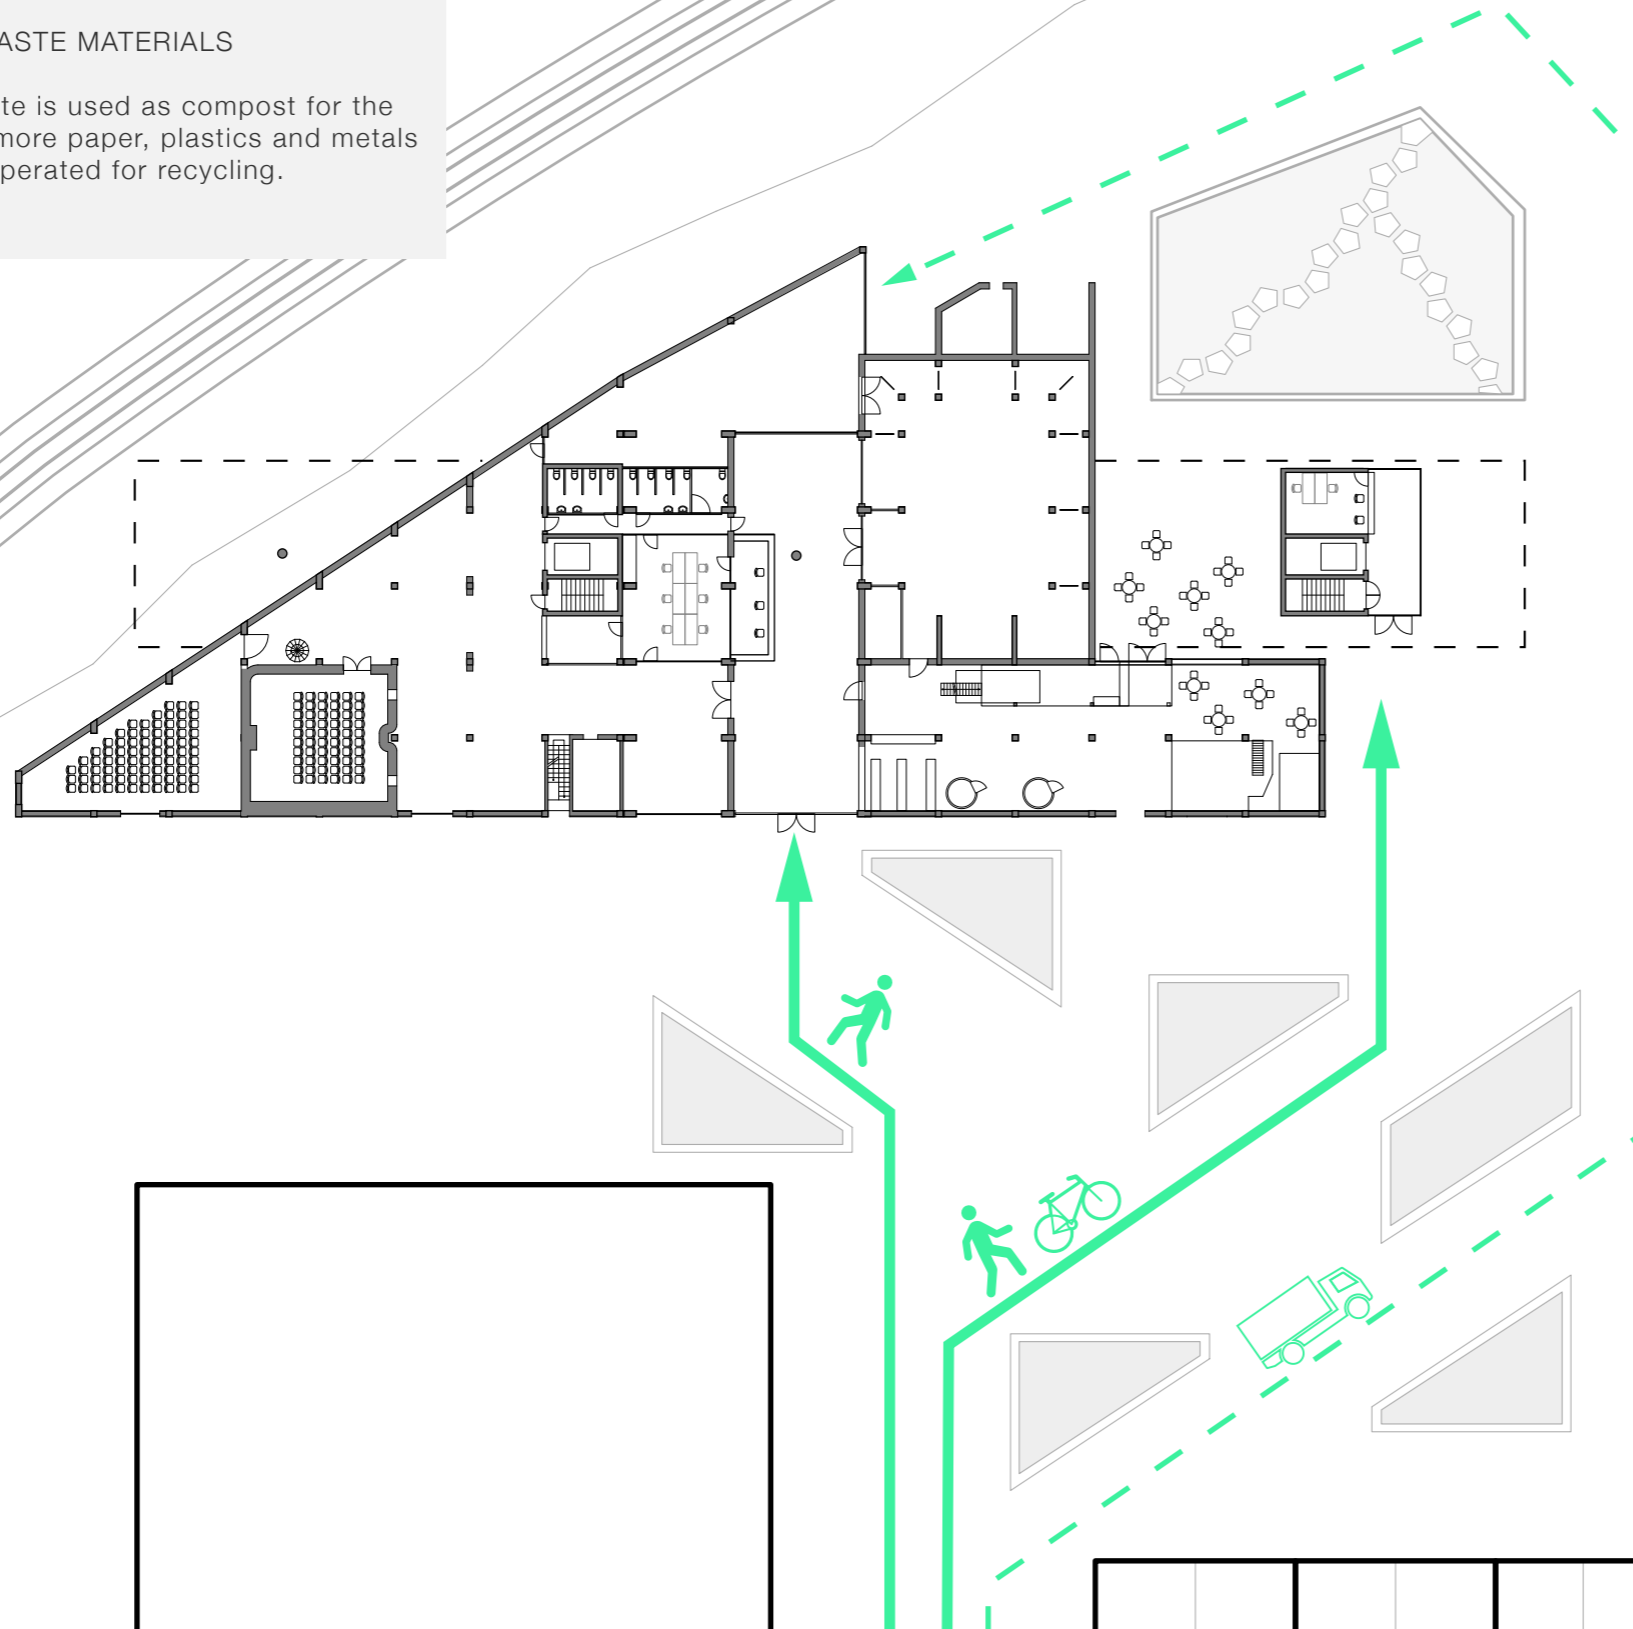 ASTE MATERIALS
te is used as compost for the
more paper, plastics and metals
perated for recycling.